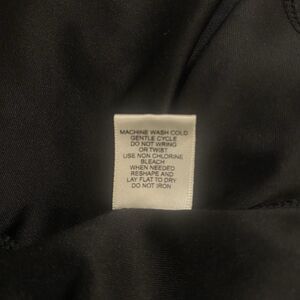 MACHINE WASH COLD
GENTLE CYCLE
DO NOT WRING
OR TWIST
USE NON CHLORINE
BLEACH
WHEN NEEDED
RESHAPE AND
LAY FLAT TO DRY
DO NOT IRON